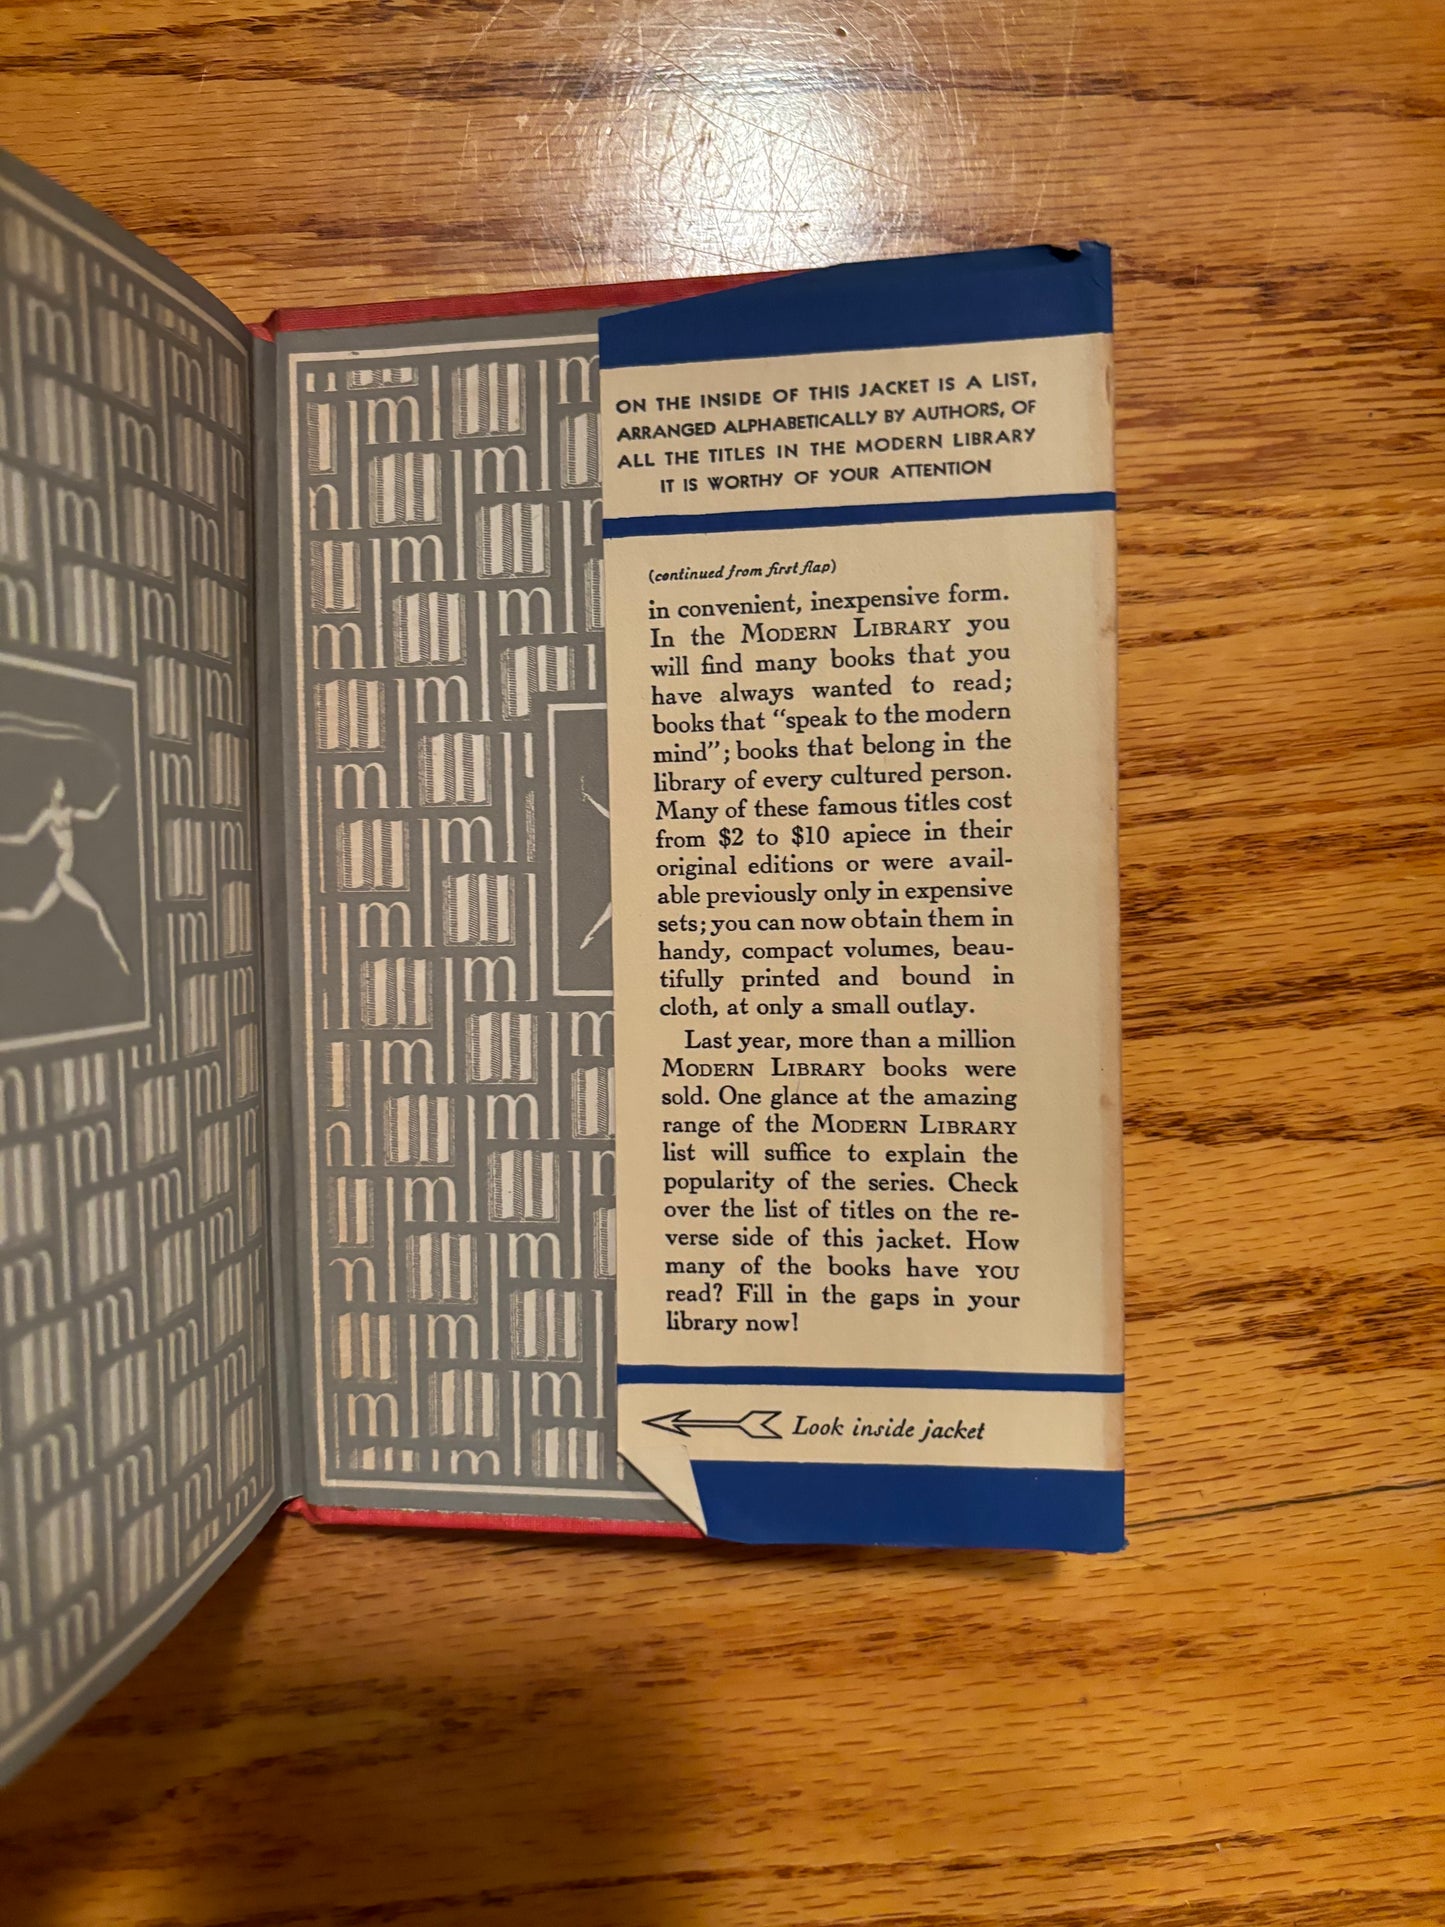 ON THE INSIDE OF THIS JACKET IS A LIST,
ARRANGED ALPHABETICALLY BY AUTHORS, OF
ALL THE TITLES IN THE MODERN LIBRARY
IT IS WORTHY OF YOUR ATTENTION
(continued from first flap)
in convenient, inexpensive form.
In the MODERN LIBRARY you
will find many books that you
have always wanted to read;
books that “speak to the modern
mind”; books that belong in the
library of every cultured person.
Many of these famous titles cost
from $2 to $10 apiece in their
original editions or were avail-
able previously only in expensive
sets; you can now obtain them in
handy, compact volumes, beau-
tifully printed and bound in
cloth, at only a small outlay.
Last year, more than a million
MODERN LIBRARY books were
sold. One glance at the amazing
range of the MODERN LIBRARY
list will suffice to explain the
popularity of the series. Check
over the list of titles on the re-
verse side of this jacket. How
many of the books have YOU
read? Fill in the gaps in your
library now!
Look inside jacket